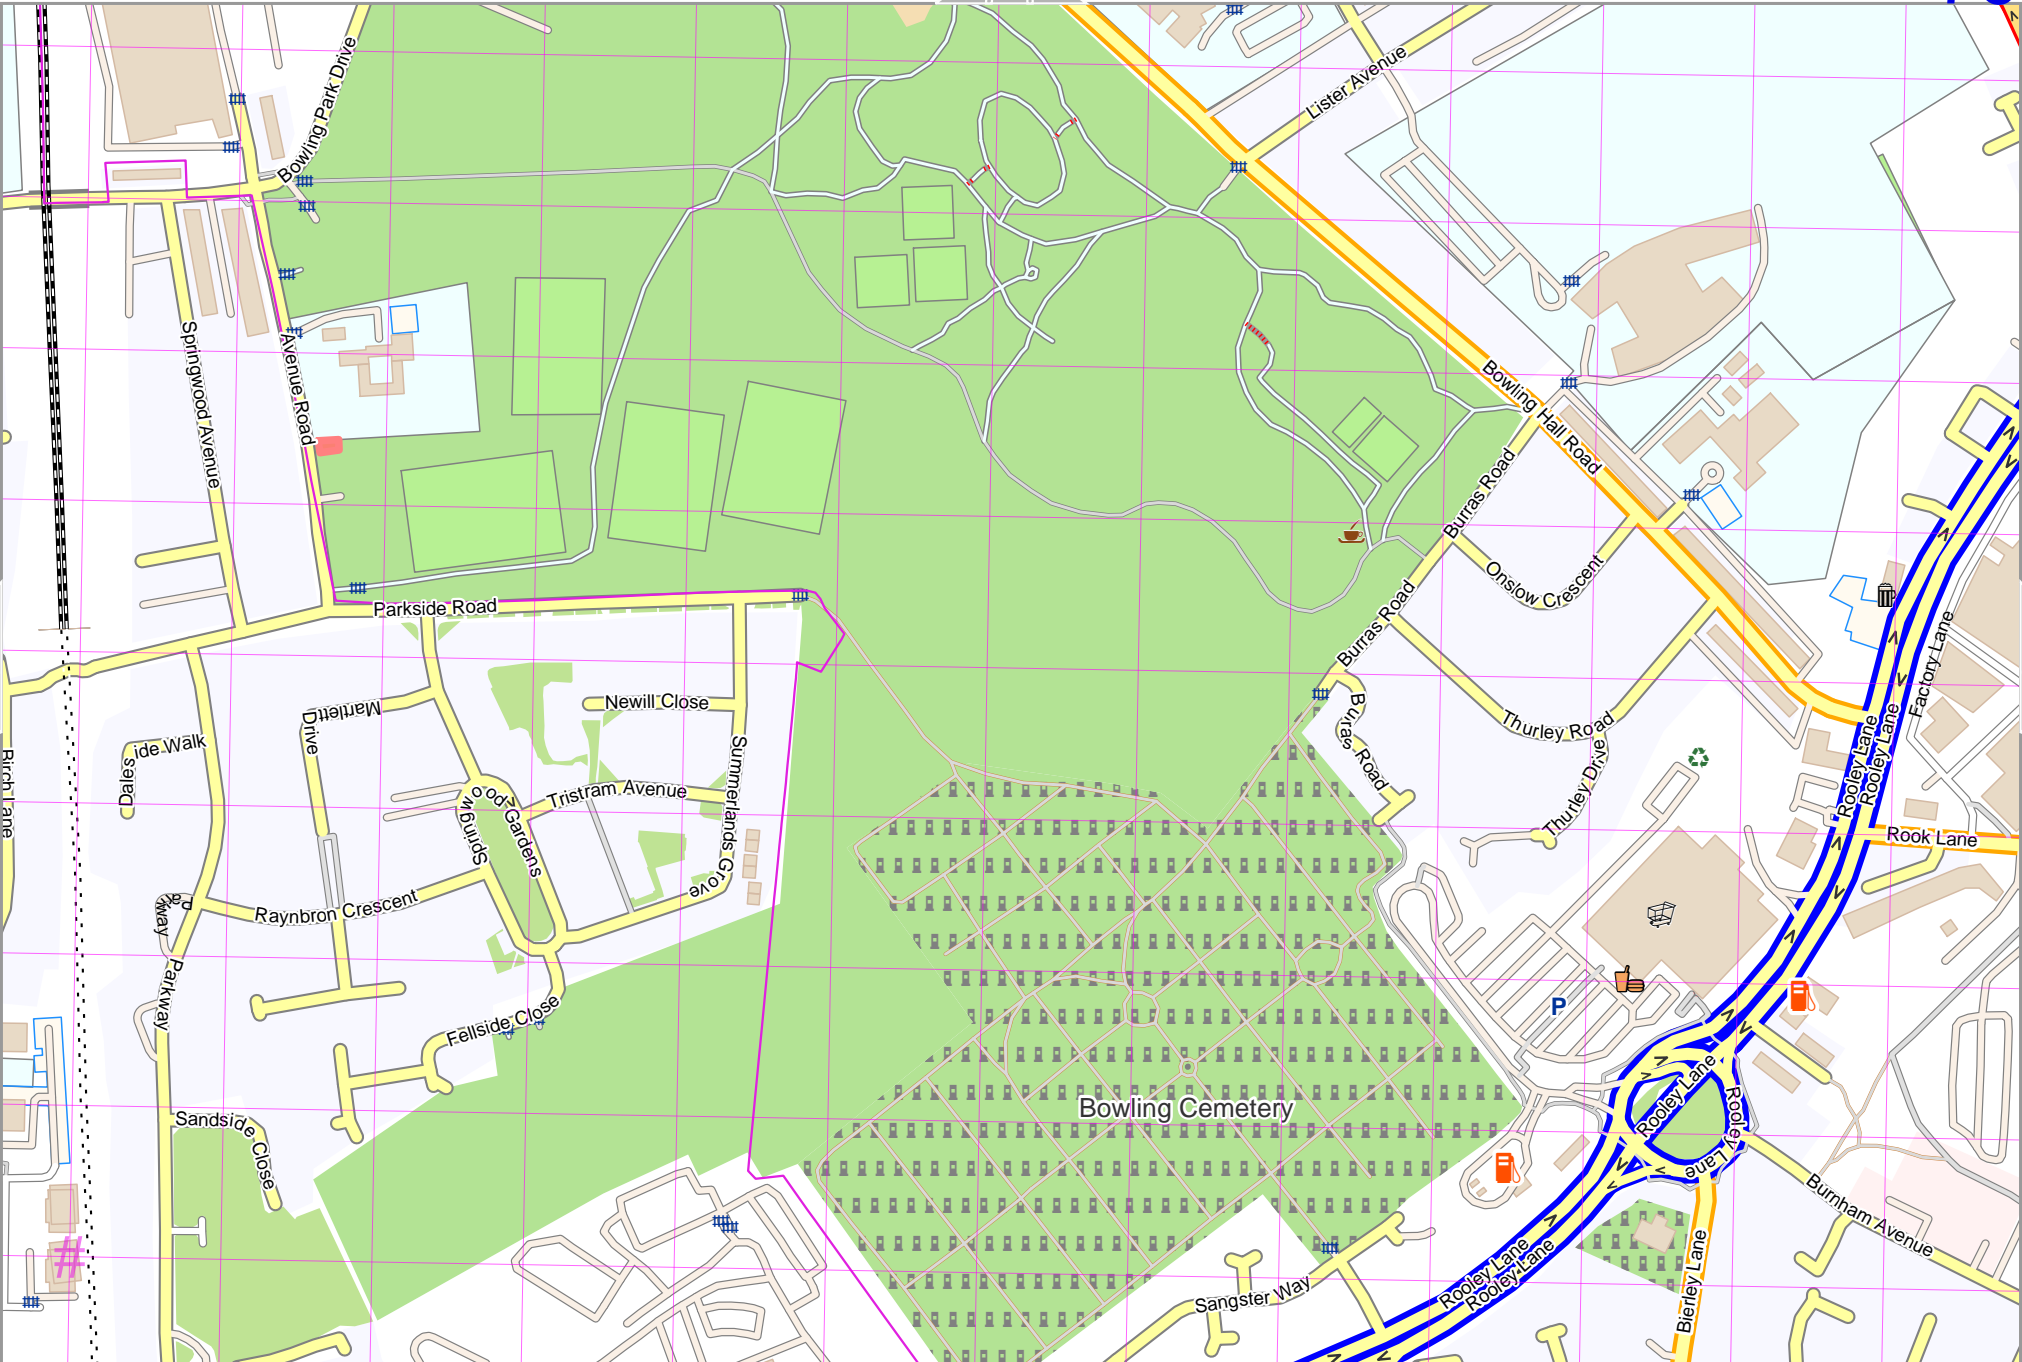 Bowling Park Drive
Lister Avenue
Springwood Avenue
Avenue Road
Bowling Hall Road
Burras Road
Onslow Crescent
Parkside Road
Burras Road
Factory Lane
Newill Close
Martlett
Drive
Burras
Road
Thurley Road
Rooley Lane
Rooley Lane
Dales
ide Walk
Birch Lane
Summerlands Grove
Tristram Avenue
Thurley Drive
Rook Lane
Springwood Gardens
Raynbron Crescent
Parkway
Parkway
P
Fellside Close
Rooley Lane
Bowling Cemetery
Sandside Close
Rooley Lane
Burnham Avenue
Rooley Lane
Rooley Lane
Sangster Way
Bierley Lane
#